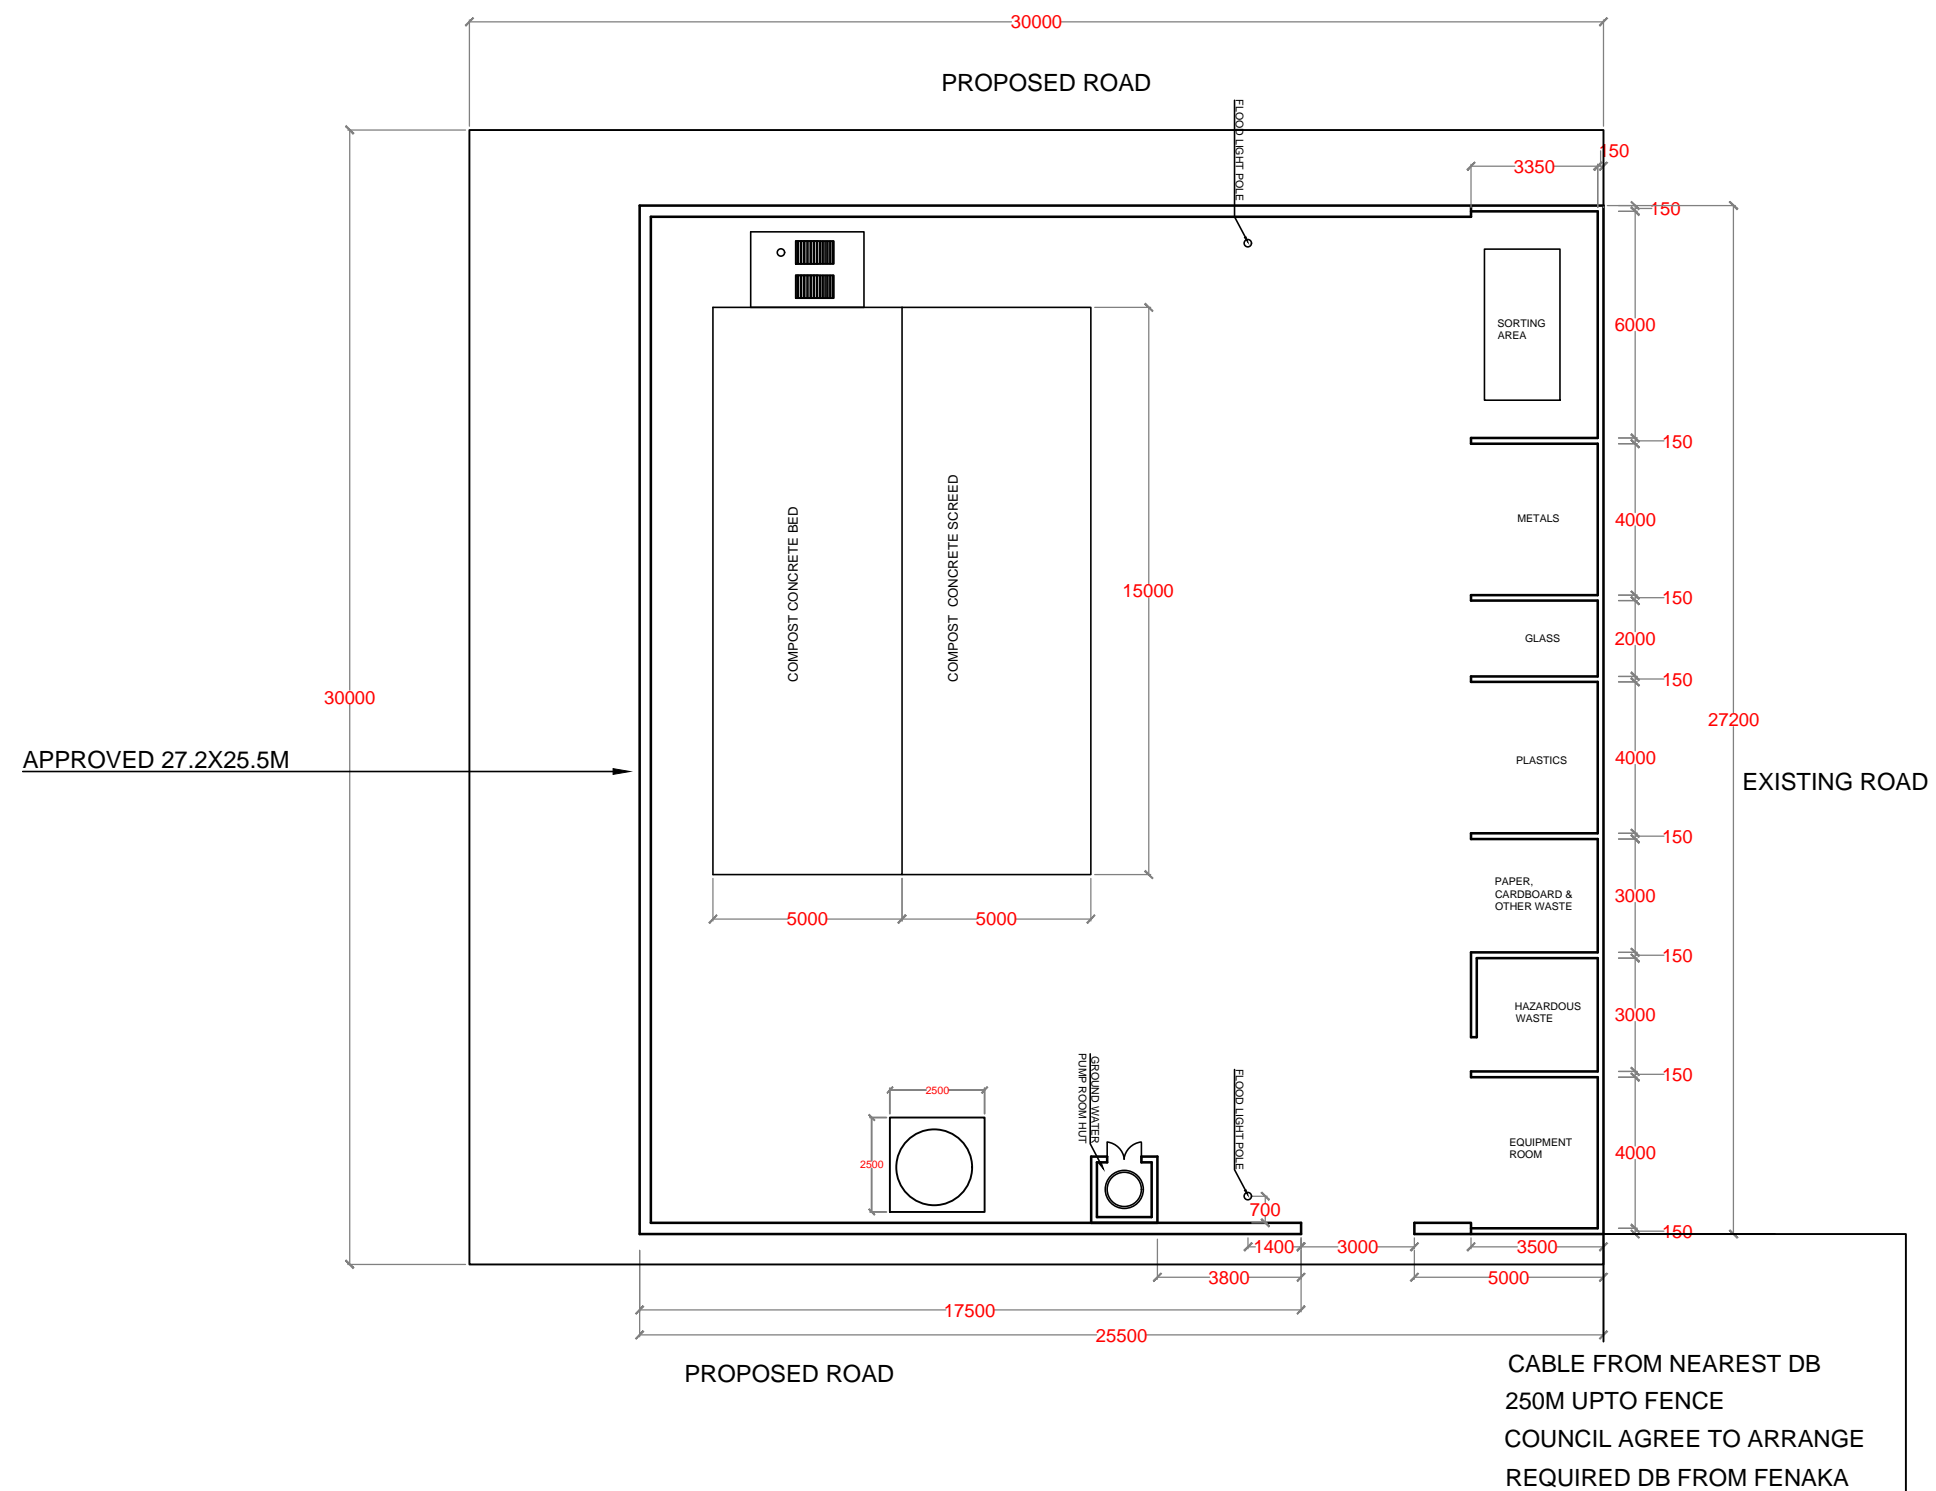 30000
PROPOSED ROAD
FLOOD LIGHT POLE
150
3350
150
SORTING
AREA
6000
150
METALS
4000
COMPOST CONCRETE BED
COMPOST CONCRETE SCREED
15000
150
GLASS
2000
150
30000
27200
APPROVED 27.2X25.5M
PLASTICS
4000
EXISTING ROAD
150
PAPER,
CARDBOARD &
OTHER WASTE
3000
5000
5000
150
HAZARDOUS
WASTE
3000
150
2500
2500
GROUND WATER
PUMP ROOM HUT
FLOOD LIGHT POLE
EQUIPMENT
ROOM
4000
700
150
1400
3000
3500
3800
5000
17500
25500
PROPOSED ROAD
CABLE FROM NEAREST DB
250M UPTO FENCE
COUNCIL AGREE TO ARRANGE
REQUIRED DB FROM FENAKA